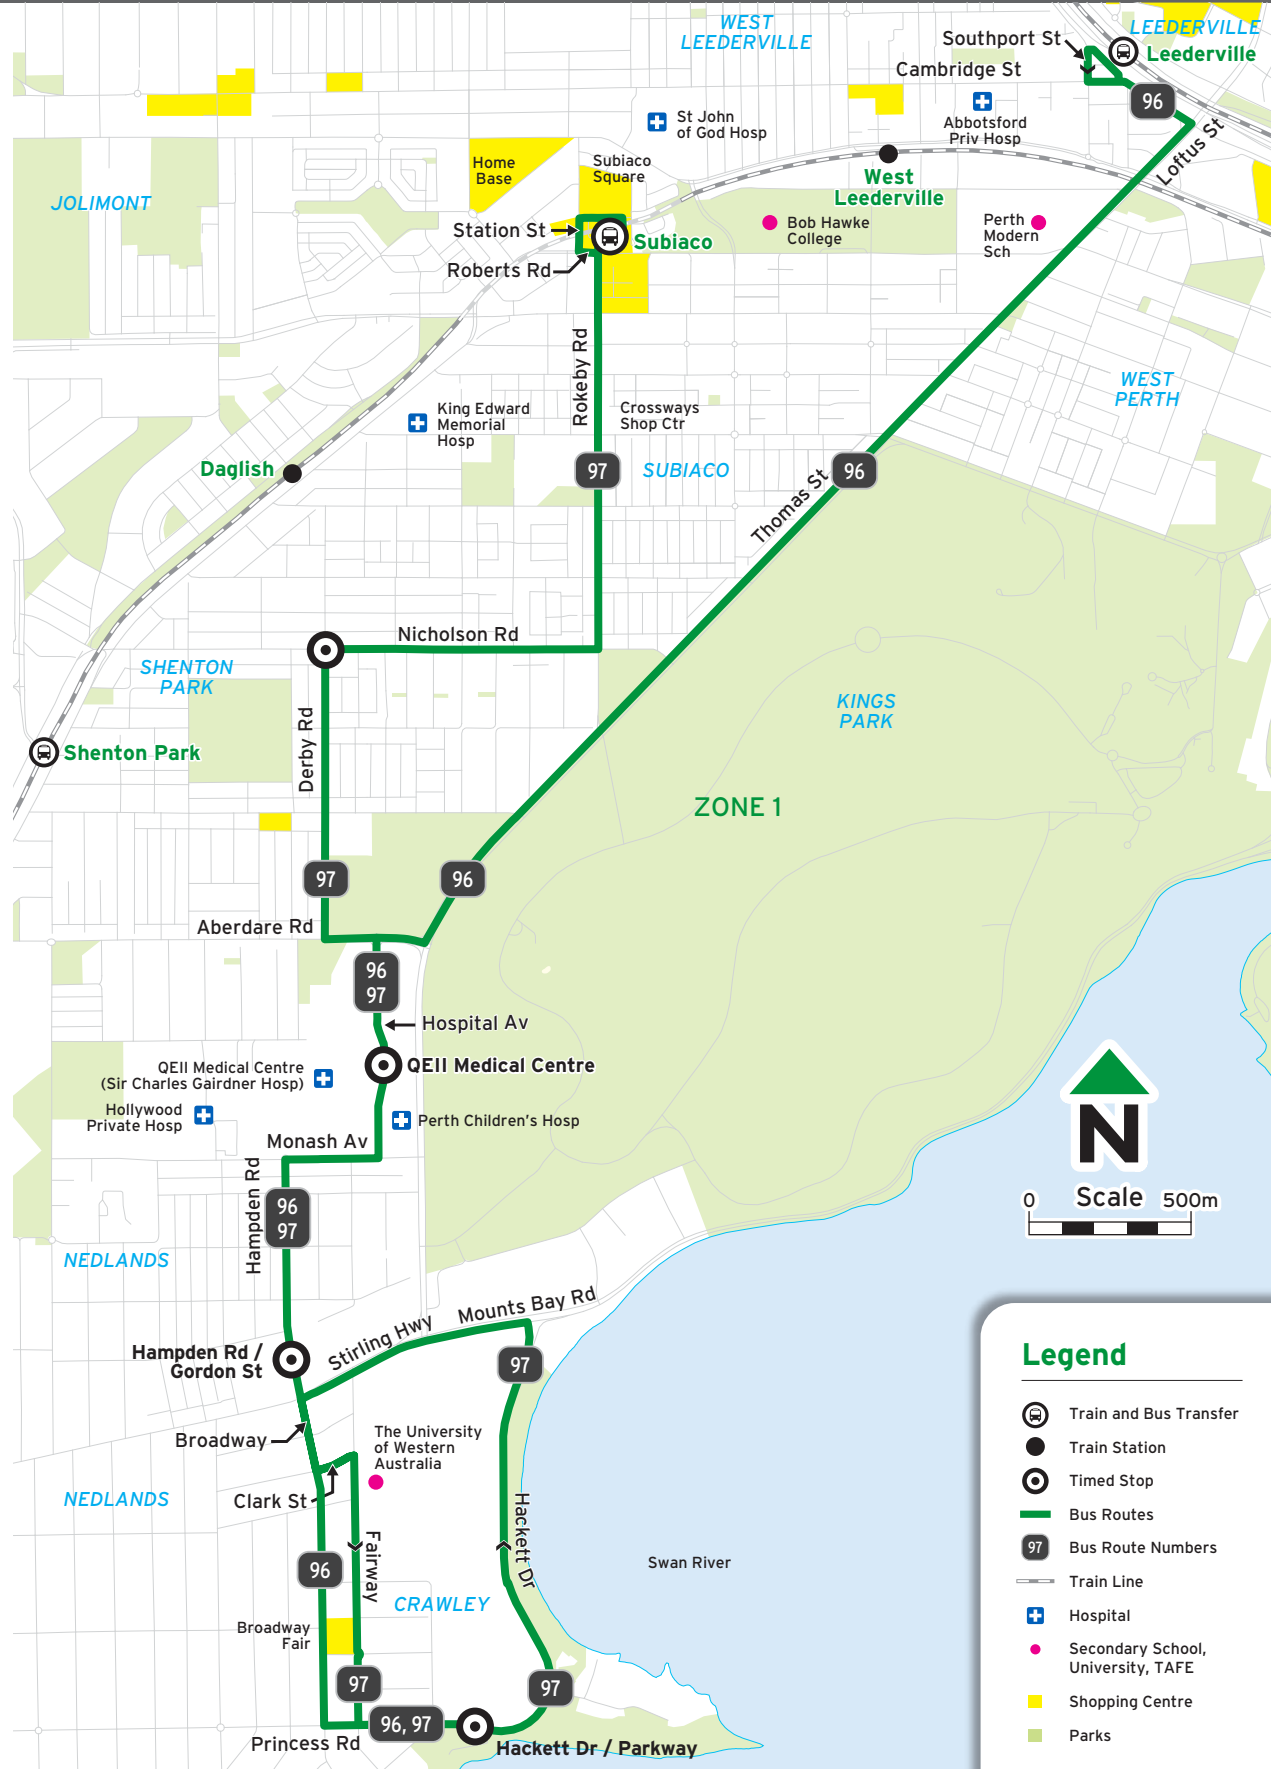 WEST
LEEDERVILLE
LEEDERVILLE
Southport St
Leederville
Cambridge St
96
St John
of God Hosp
Abbotsford
Priv Hosp
Loftus St
Home
Base
Subiaco
Square
West
Leederville
JOLIMONT
Station St
Subiaco
Bob Hawke
College
Perth
Modern
Sch
Roberts Rd
Rokeby Rd
WEST
PERTH
King Edward
Memorial
Hosp
Crossways
Shop Ctr
Daglish
97
SUBIACO
Thomas St
96
Nicholson Rd
SHENTON
PARK
KINGS
PARK
Derby Rd
Shenton Park
ZONE 1
97
96
Aberdare Rd
96
97
Hospital Av
QEII Medical Centre
(Sir Charles Gairdner Hosp)
QEII Medical Centre
Hollywood
Private Hosp
Perth Children's Hosp
Monash Av
Hampden Rd
96
97
N
0 Scale 500m
NEDLANDS
Mounts Bay Rd
Stirling Hwy
Hampden Rd /
Gordon St
97
Broadway
The University
of Western
Australia
NEDLANDS
Clark St
Hackett Dr
Fairway
96
Swan River
CRAWLEY
Broadway
Fair
97
97
96, 97
Princess Rd
Hackett Dr / Parkway
Legend
Train and Bus Transfer
Train Station
Timed Stop
Bus Routes
97 Bus Route Numbers
Train Line
Hospital
Secondary School,
University, TAFE
Shopping Centre
Parks